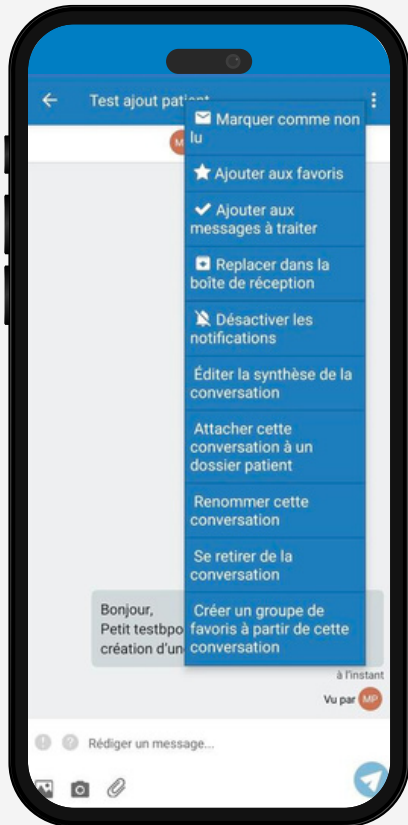 Test ajout patient
Marquer comme non
lu
Ajouter aux favoris
Ajouter aux
messages à traiter
Replacer dans la
boîte de réception
Désactiver les
notifications
Éditer la synthèse de la
conversation
Attacher cette
conversation à un
dossier patient
Renommer cette
conversation
Se retirer de la
conversation
Créer un groupe de
favoris à partir de cette
conversation
Bonjour,
Petit testbpo
création d'un
à l'instant
Vu par MP
Rédiger un message...